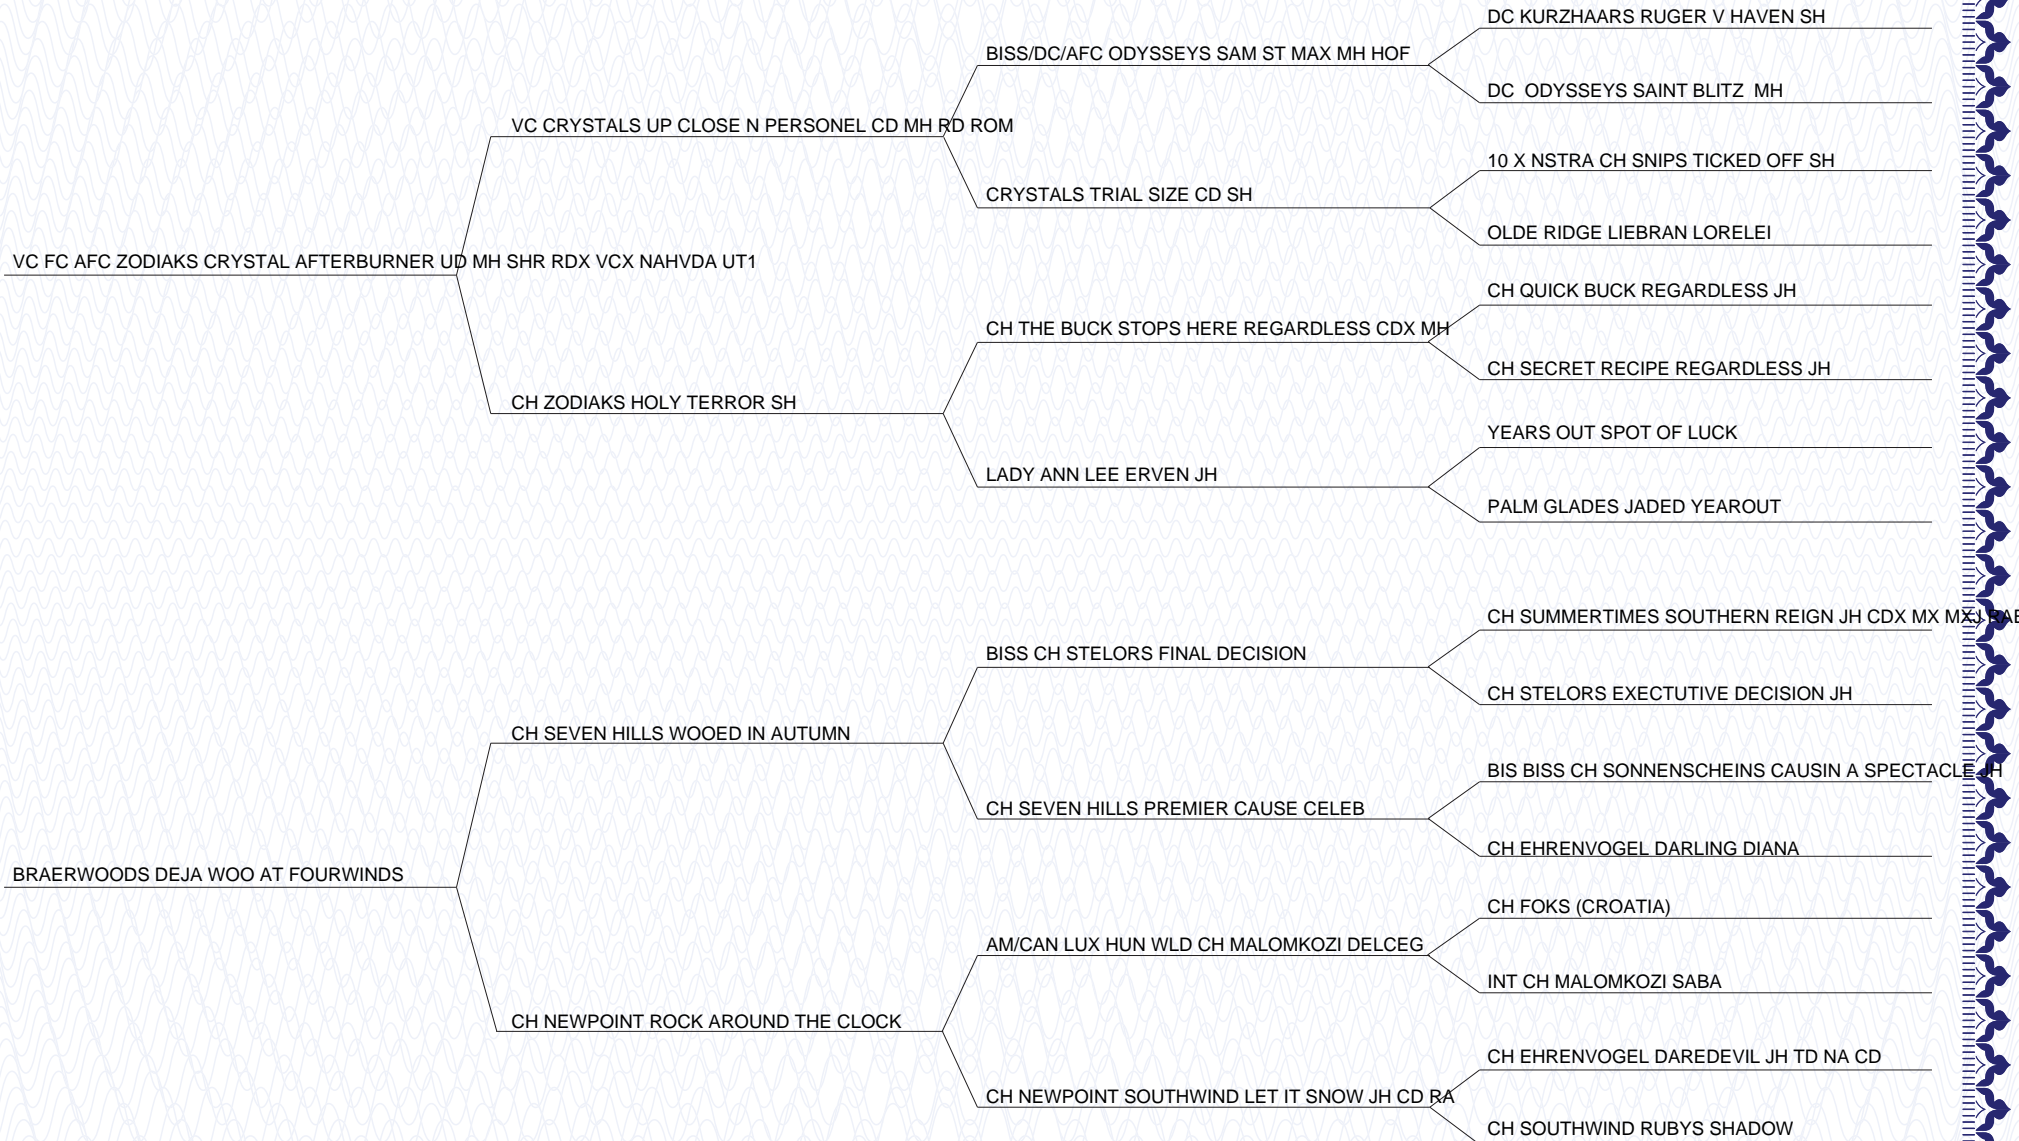 DC KURZHAARS RUGER V HAVEN SH
BISS/DC/AFC ODYSSEYS SAM ST MAX MH HOF
DC ODYSSEYS SAINT BLITZ MH
VC CRYSTALS UP CLOSE N PERSONEL CD MH RD ROM
10 X NSTRA CH SNIPS TICKED OFF SH
CRYSTALS TRIAL SIZE CD SH
OLDE RIDGE LIEBRAN LORELEI
VC FC AFC ZODIAKS CRYSTAL AFTERBURNER UD MH SHR RDX VCX NAHVDA UT1
CH QUICK BUCK REGARDLESS JH
CH THE BUCK STOPS HERE REGARDLESS CDX MH
CH SECRET RECIPE REGARDLESS JH
CH ZODIAKS HOLY TERROR SH
YEARS OUT SPOT OF LUCK
LADY ANN LEE ERVEN JH
PALM GLADES JADED YEAROUT
CH SUMMERTIMES SOUTHERN REIGN JH CDX MX MXJ
BISS CH STELORS FINAL DECISION
CH STELORS EXECTUTIVE DECISION JH
CH SEVEN HILLS WOOED IN AUTUMN
BIS BISS CH SONNENSCHEINS CAUSIN A SPECTACLE JH
CH SEVEN HILLS PREMIER CAUSE CELEB
CH EHRENVOGEL DARLING DIANA
BRAERWOODS DEJA WOO AT FOURWINDS
CH FOKS (CROATIA)
AM/CAN LUX HUN WLD CH MALOMKOZI DELCEG
INT CH MALOMKOZI SABA
CH NEWPOINT ROCK AROUND THE CLOCK
CH EHRENVOGEL DAREDEVIL JH TD NA CD
CH NEWPOINT SOUTHWIND LET IT SNOW JH CD RA
CH SOUTHWIND RUBYS SHADOW